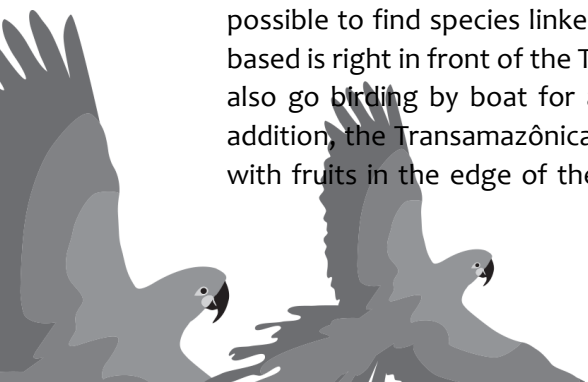 possible to find species linke
based is right in front of the T
also go birding by boat for
addition, the Transamazônica
with fruits in the edge of the